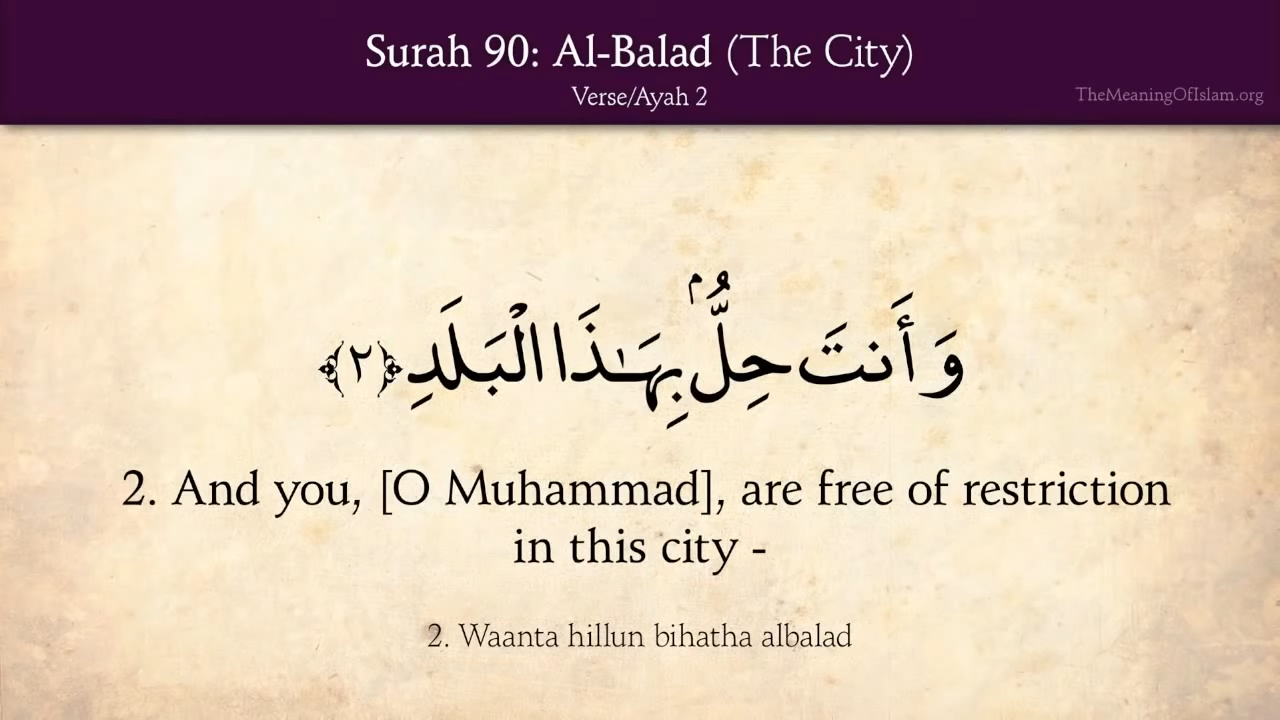 Surah 90: Al-Balad (The City)
Verse/Ayah 2
TheMeaningOfIslam.org
وَأَنتَ حِلٌّۢ بِهَـٰذَا الْبَلَدِ ﴿٢﴾
2. And you, [O Muhammad], are free of restriction
in this city -
2. Waanta hillun bihatha albalad